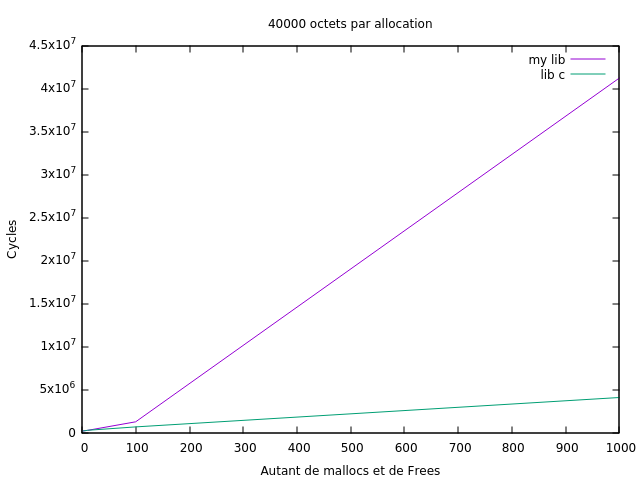 40000 octets par allocation
4.5x10^7
4x10^7
3.5x10^7
3x10^7
2.5x10^7
2x10^7
1.5x10^7
1x10^7
5x10^6
0
Cycles
my lib
lib c
0 100 200 300 400 500 600 700 800 900 1000
Autant de mallocs et de Frees